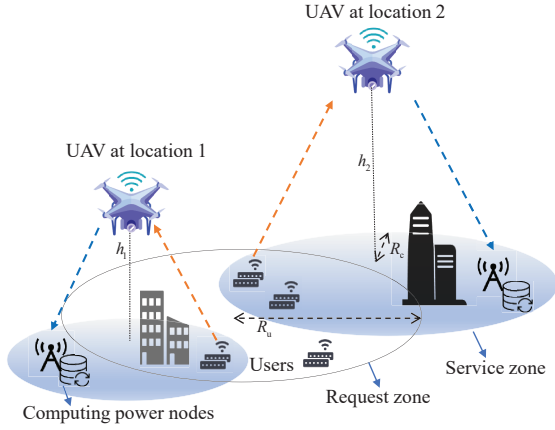 UAV at location 2
UAV at location 1
h2
h1
Rc
Ru
Users
Service zone
Request zone
Computing power nodes